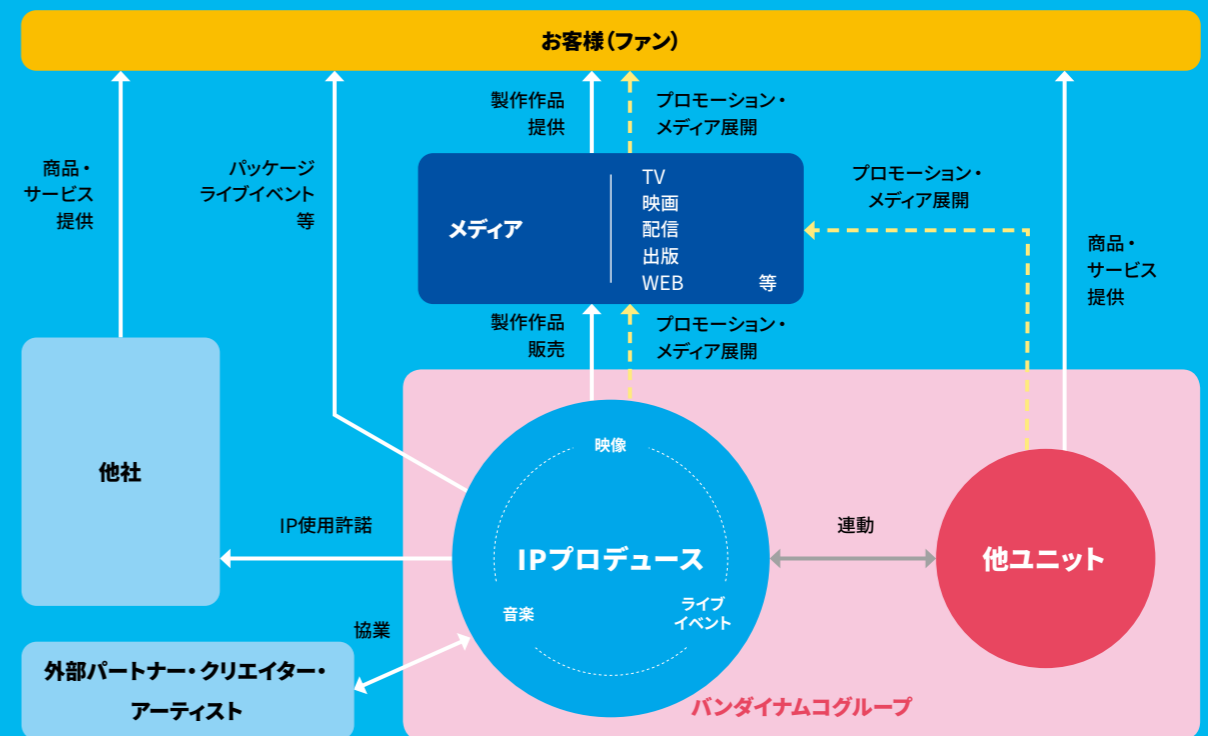 お客様(ファン)
製作作品
提供
プロモーション・
メディア展開
商品・
サービス
提供
パッケージ
ライブイベント
等
メディア
TV
映画
配信
出版
WEB 等
プロモーション・
メディア展開
商品・
サービス
提供
製作作品
販売
プロモーション・
メディア展開
他社
映像
IP使用許諾
IPプロデュース
連動
他ユニット
音楽
ライブ
イベント
協業
外部パートナー・クリエイター・
アーティスト
バンダイナムコグループ